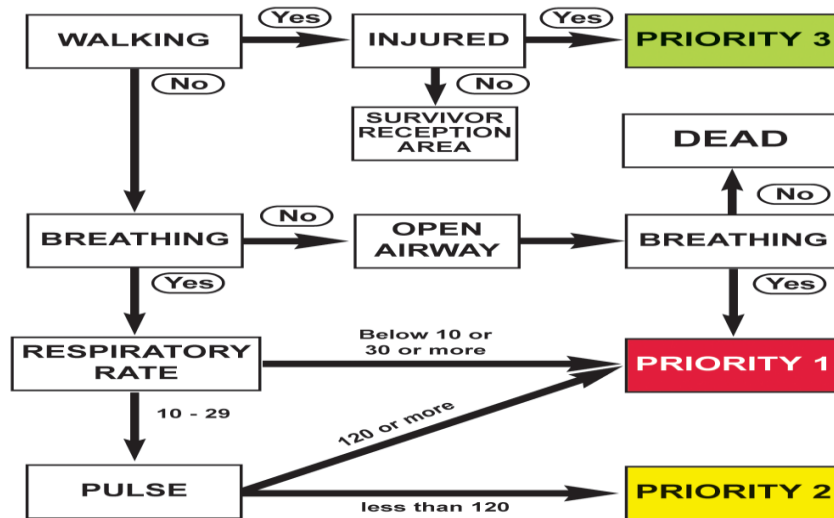 WALKING
Yes
INJURED
Yes
PRIORITY 3
No
No
SURVIVOR
RECEPTION
AREA
DEAD
No
BREATHING
No
OPEN
AIRWAY
BREATHING
Yes
Yes
RESPIRATORY
RATE
Below 10 or
30 or more
PRIORITY 1
10 - 29
120 or more
PULSE
less than 120
PRIORITY 2